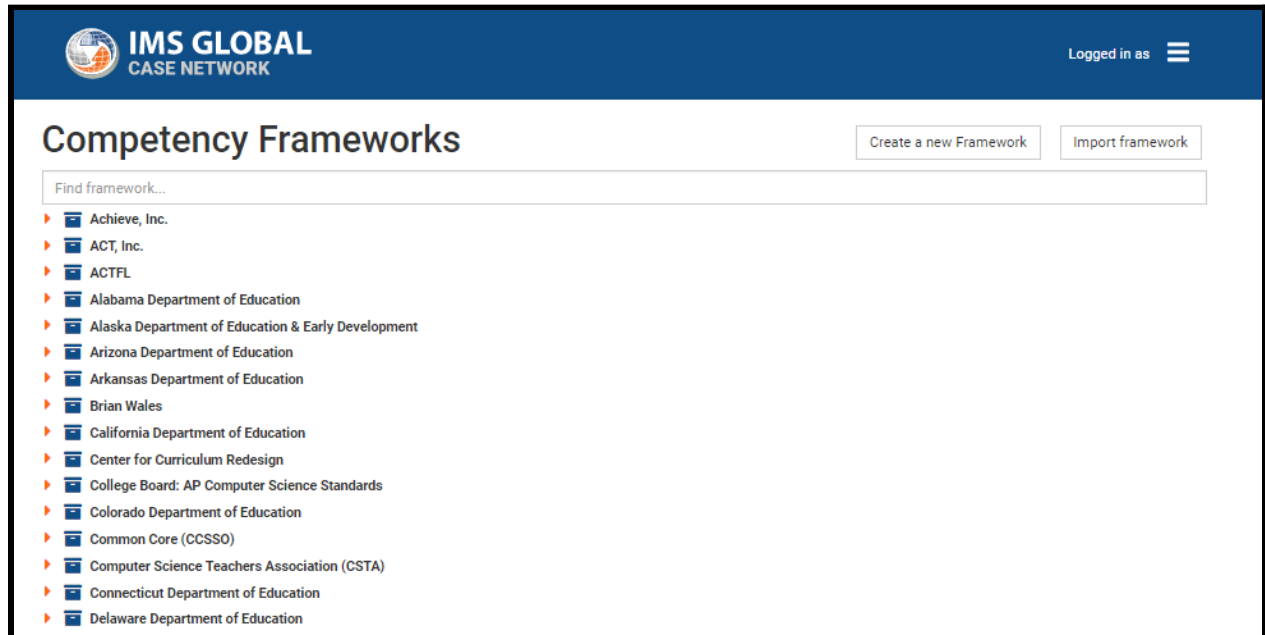 IMS GLOBAL
CASE NETWORK
Logged in as
Competency Frameworks
Create a new Framework
Import framework
Find framework...
Achieve, Inc.
ACT, Inc.
ACTFL
Alabama Department of Education
Alaska Department of Education & Early Development
Arizona Department of Education
Arkansas Department of Education
Brian Wales
California Department of Education
Center for Curriculum Redesign
College Board: AP Computer Science Standards
Colorado Department of Education
Common Core (CCSSO)
Computer Science Teachers Association (CSTA)
Connecticut Department of Education
Delaware Department of Education